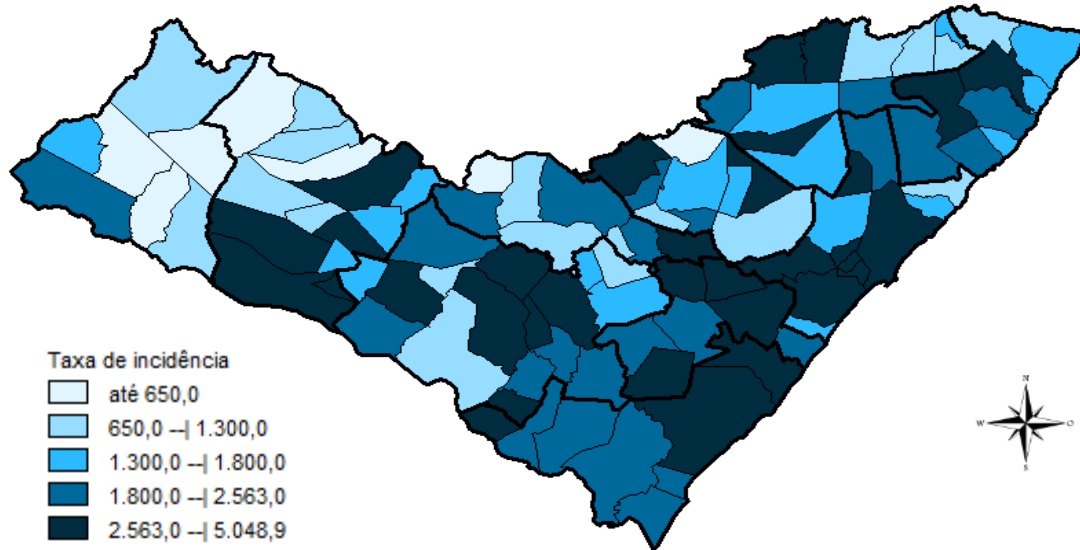 Taxa de incidência
até 650,0
650,0 --| 1.300,0
1.300,0 --| 1.800,0
1.800,0 --| 2.563,0
2.563,0 --| 5.048,9
N
W
O
S